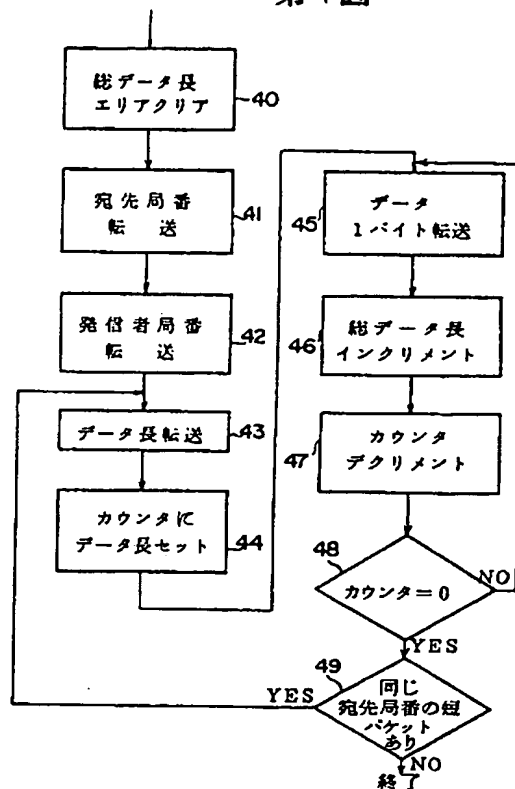 総データ長
エリアクリア
40
宛先局番
転 送
41
発信者局番
転 送
42
データ長転送
43
カウンタに
データ長セット
44
データ
1バイト転送
45
総データ長
インクリメント
46
カウンタ
デクリメント
47
48
カウンタ=0
NO
YES
49
同じ
宛先局番の短
パケット
あり
YES
NO
終了